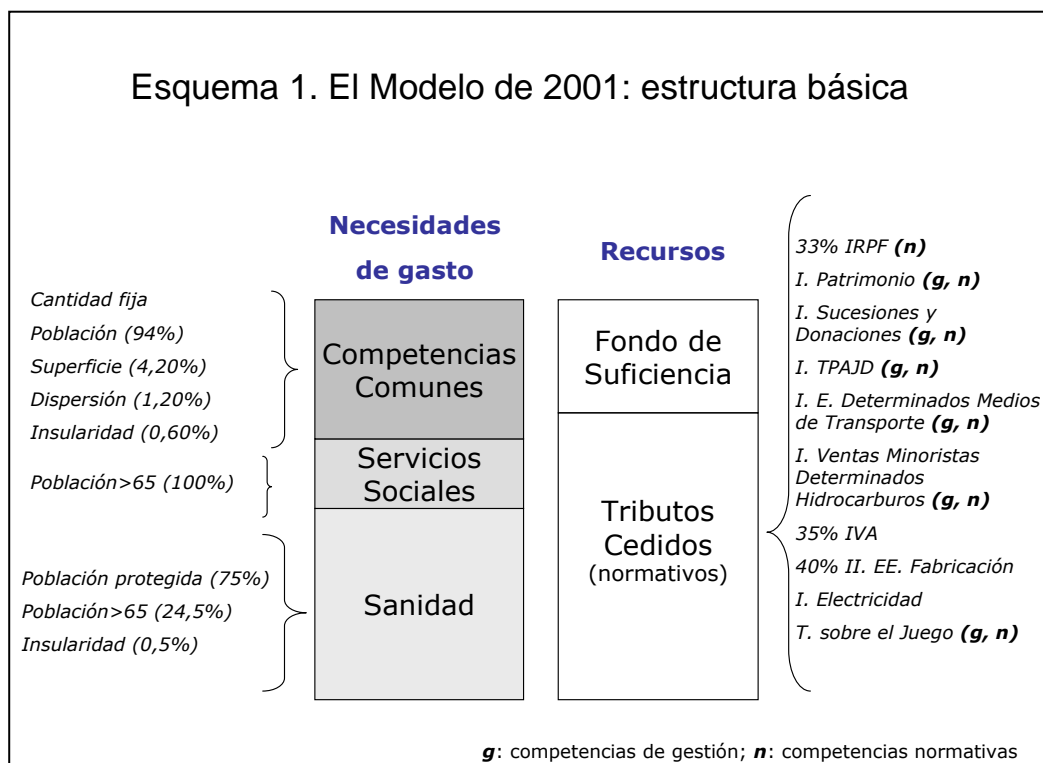 Esquema 1. El Modelo de 2001: estructura básica
Necesidades
de gasto
Recursos
Cantidad fija
Población (94%)
Superficie (4,20%)
Dispersión (1,20%)
Insularidad (0,60%)
Población>65 (100%)
Población protegida (75%)
Población>65 (24,5%)
Insularidad (0,5%)
Competencias
Comunes
Servicios
Sociales
Sanidad
Fondo de
Suficiencia
Tributos
Cedidos
(normativos)
33% IRPF (n)
I. Patrimonio (g, n)
I. Sucesiones y
Donaciones (g, n)
I. TPAJD (g, n)
I. E. Determinados Medios
de Transporte (g, n)
I. Ventas Minoristas
Determinados
Hidrocarburos (g, n)
35% IVA
40% II. EE. Fabricación
I. Electricidad
T. sobre el Juego (g, n)
g: competencias de gestión; n: competencias normativas